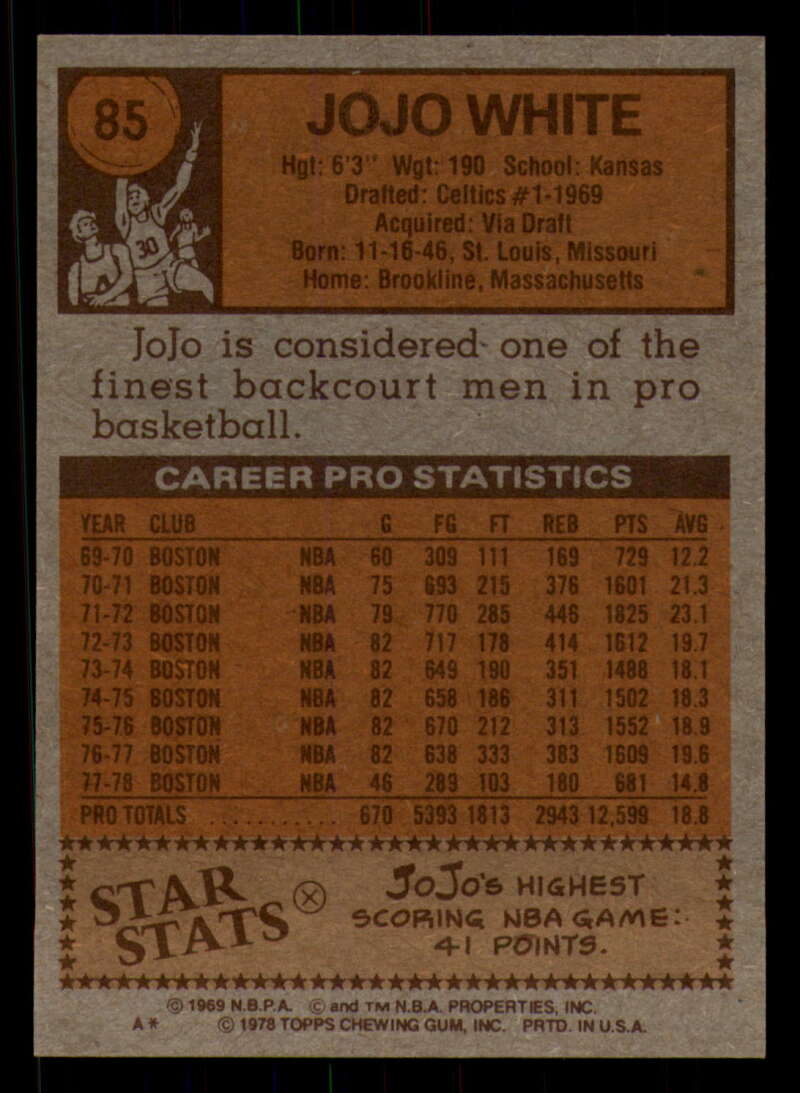 85
JOJO WHITE
Hgt: 6'3" Wgt: 190 School: Kansas
Drafted: Celtics #1-1969
Acquired: Via Draft
Born: 11-16-46, St. Louis, Missouri
Home: Brookline, Massachusetts
30
JoJo is considered one of the
finest backcourt men in pro
basketball.
CAREER PRO STATISTICS
YEAR CLUB G FG FT REB PTS AVG
69-70 BOSTON NBA 60 309 111 169 729 12.2
70-71 BOSTON NBA 75 693 215 376 1601 21.3
71-72 BOSTON NBA 79 770 285 446 1825 23.1
72-73 BOSTON NBA 82 717 178 414 1612 19.7
73-74 BOSTON NBA 82 649 190 351 1488 18.1
74-75 BOSTON NBA 82 658 186 311 1502 18.3
75-76 BOSTON NBA 82 670 212 313 1552 18.9
76-77 BOSTON NBA 82 638 333 383 1609 19.6
77-78 BOSTON NBA 46 289 103 180 681 14.8
PRO TOTALS ............ 670 5393 1813 2943 12,599 18.8
STAR
STATS
JoJo's HIGHEST
SCORING NBA GAME:
41 POINTS.
© 1969 N.B.P.A. © and TM N.B.A. PROPERTIES, INC.
A* © 1978 TOPPS CHEWING GUM, INC. PRTD. IN U.S.A.